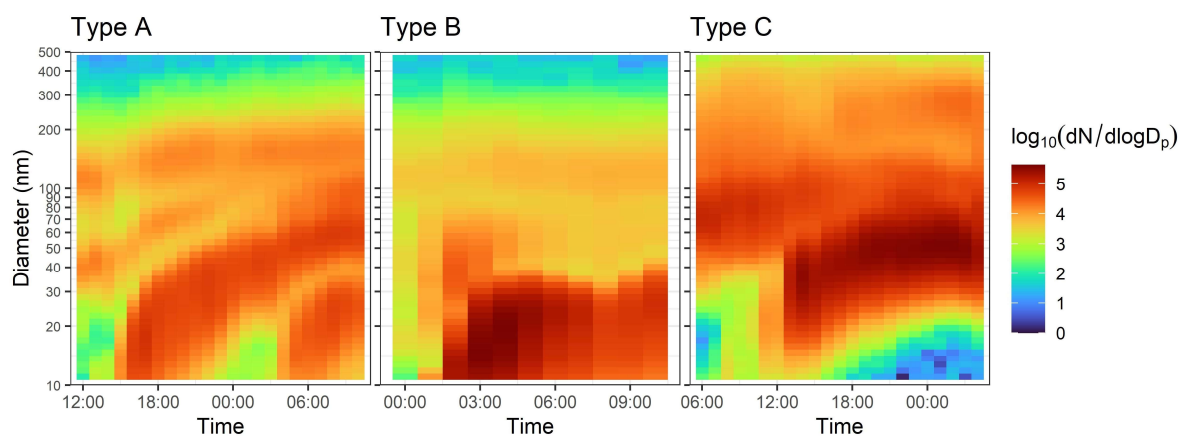 Type A
Type B
Type C
Diameter (nm)
500
400
300
200
100
90
80
70
60
50
40
30
20
10
12:00 18:00 00:00 06:00
00:00 03:00 06:00 09:00
06:00 12:00 18:00 00:00
Time
Time
Time
log₁₀(dN/dlogDₚ)
5
4
3
2
1
0